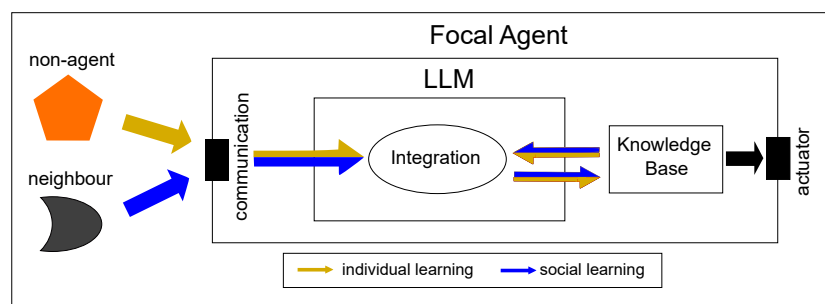 Focal Agent
non-agent
LLM
communication
Integration
Knowledge
Base
actuator
neighbour
individual learning
social learning